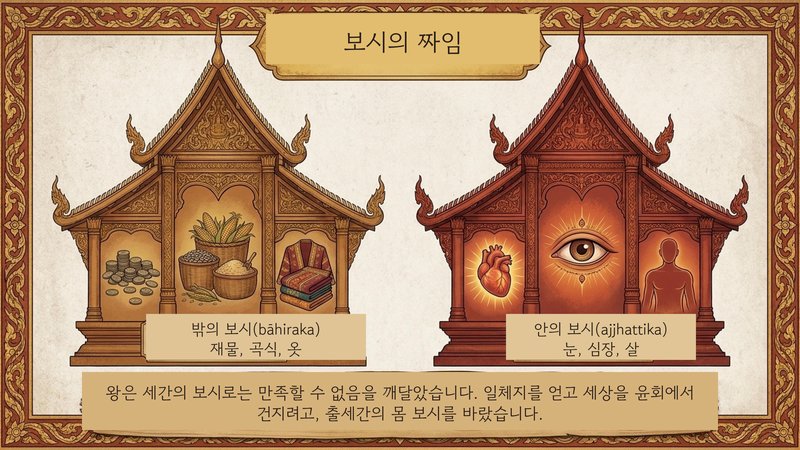 보시의 짜임
밖의 보시(bāhiraka)
재물, 곡식, 옷
안의 보시(ajjhattika)
눈, 심장, 살
왕은 세간의 보시로는 만족할 수 없음을 깨달았습니다. 일체지를 얻고 세상을 윤회에서
건지려고, 출세간의 몸 보시를 바랐습니다.